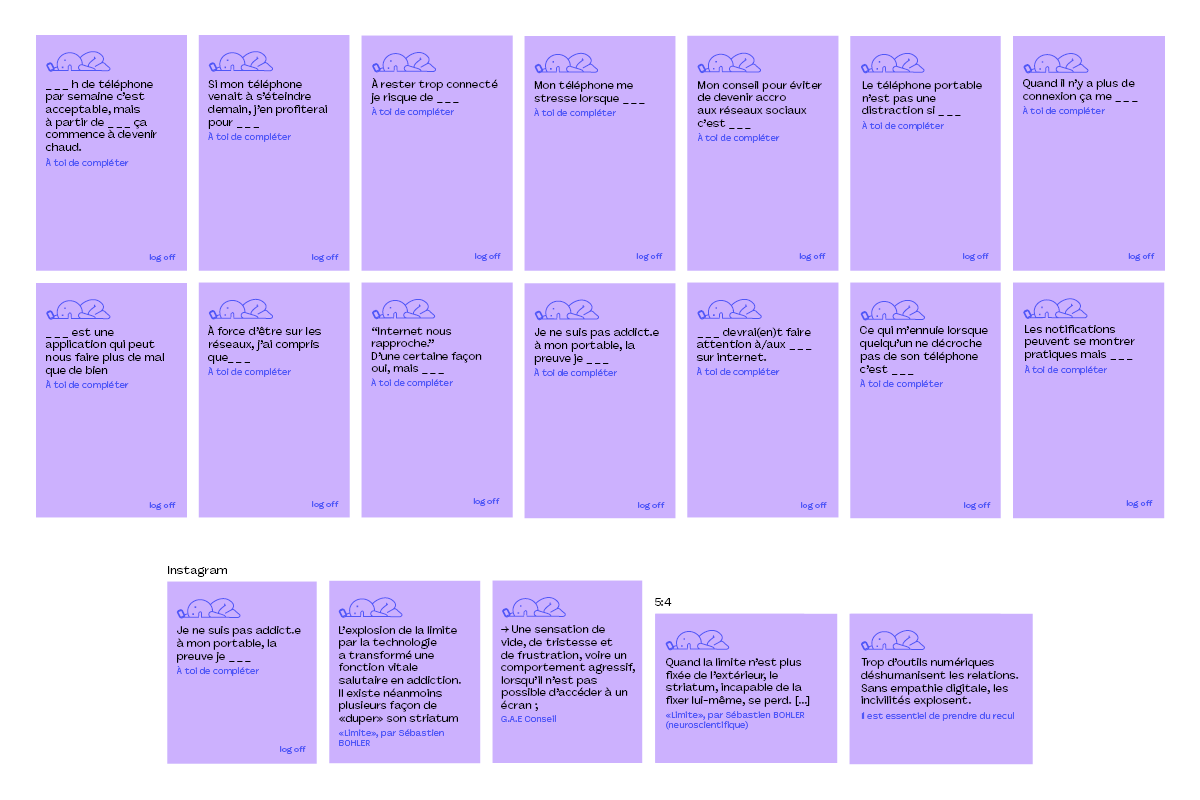 _ _ _ h de téléphone
par semaine c'est
acceptable, mais
à partir de _ _ _ ça
commence à devenir
chaud.
À toi de compléter
log off
Si mon téléphone
venait à s'éteindre
demain, j'en profiterai
pour _ _ _
À toi de compléter
log off
À rester trop connecté
je risque de _ _ _
À toi de compléter
log off
Mon téléphone me
stresse lorsque _ _ _
À toi de compléter
log off
Mon conseil pour éviter
de devenir accro
aux réseaux sociaux
c'est _ _ _
À toi de compléter
log off
Le téléphone portable
n'est pas une
distraction si _ _ _
À toi de compléter
log off
Quand il n'y a plus de
connexion ça me _ _ _
À toi de compléter
log off
_ _ _ est une
application qui peut
nous faire plus de mal
que de bien
À toi de compléter
log off
À force d'être sur les
réseaux, j'ai compris
que_ _ _
À toi de compléter
log off
“Internet nous
rapproche.”
D'une certaine façon
oui, mais _ _ _
À toi de compléter
log off
Je ne suis pas addict.e
à mon portable, la
preuve je _ _ _
À toi de compléter
log off
_ _ _ devrai(en)t faire
attention à/aux _ _ _
sur internet.
À toi de compléter
log off
Ce qui m'ennuie lorsque
quelqu'un ne décroche
pas de son téléphone
c'est _ _ _
À toi de compléter
log off
Les notifications
peuvent se montrer
pratiques mais _ _ _
À toi de compléter
log off
Instagram
Je ne suis pas addict.e
à mon portable, la
preuve je _ _ _
À toi de compléter
log off
L'explosion de la limite
par la technologie
a transformé une
fonction vitale
salutaire en addiction.
Il existe néanmoins
plusieurs façon de
«duper» son striatum
«Limite», par Sébastien
BOHLER
→ Une sensation de
vide, de tristesse et
de frustration, voire un
comportement agressif,
lorsqu'il n'est pas
possible d'accéder à un
écran ;
G.A.E Conseil
5:4
Quand la limite n'est plus
fixée de l'extérieur, le
striatum, incapable de la
fixer lui-même, se perd. [...]
«Limite», par Sébastien BOHLER
(neuroscientifique)
Trop d'outils numériques
déshumanisent les relations.
Sans empathie digitale, les
incivilités explosent.
Il est essentiel de prendre du recul